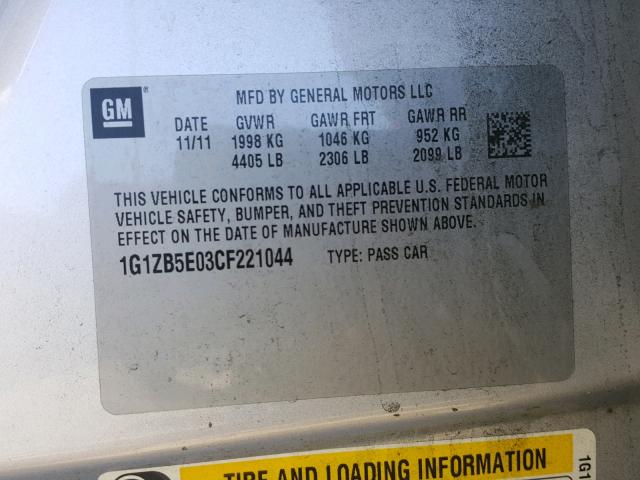 GM®
MFD BY GENERAL MOTORS LLC
DATE GVWR GAWR FRT GAWR RR
11/11 1998 KG 1046 KG 952 KG
4405 LB 2306 LB 2099 LB
THIS VEHICLE CONFORMS TO ALL APPLICABLE U.S. FEDERAL MOTOR
VEHICLE SAFETY, BUMPER, AND THEFT PREVENTION STANDARDS IN
EFFECT ON THE DATE OF MANUFACTURE SHOWN ABOVE.
1G1ZB5E03CF221044 TYPE: PASS CAR
TIRE AND LOADING INFORMATION
1G1